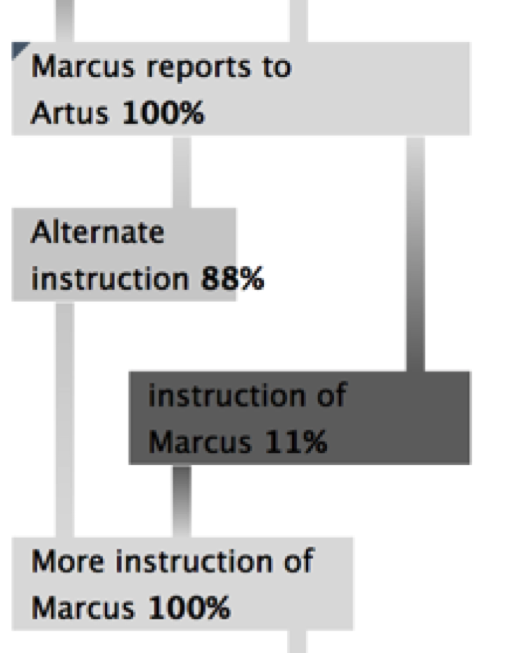 Marcus reports to
Artus 100%
Alternate
instruction 88%
instruction of
Marcus 11%
More instruction of
Marcus 100%